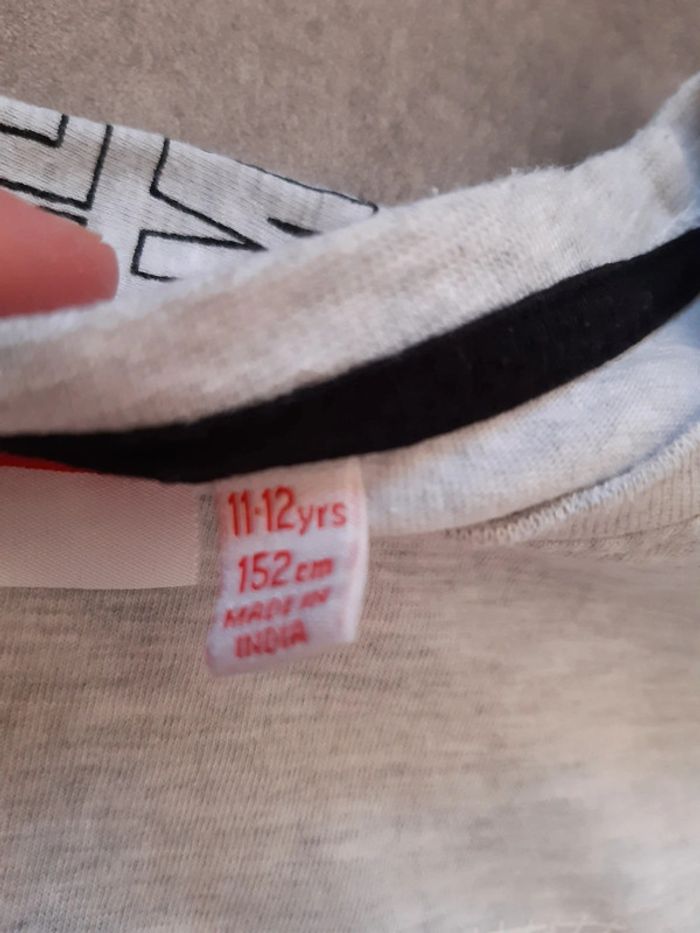 11-12yrs
152cm
MADE IN
INDIA